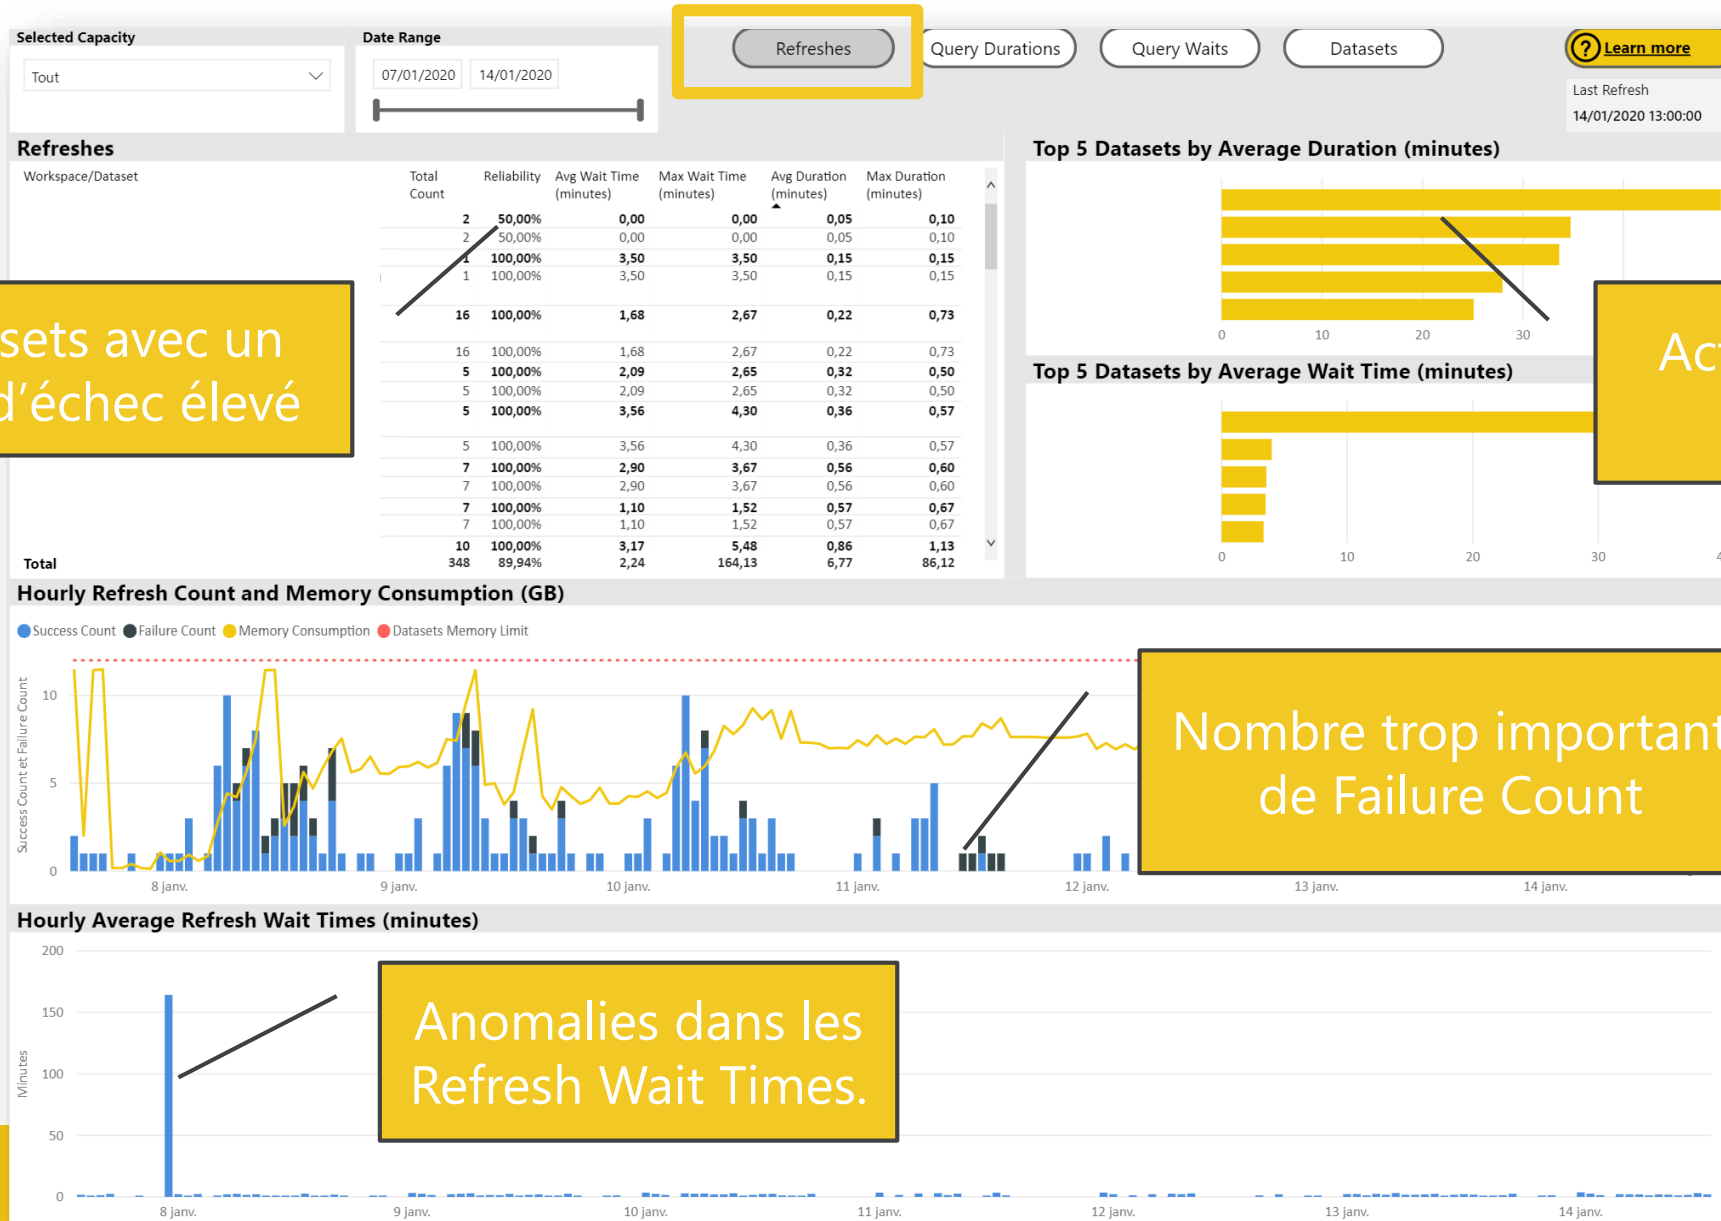 Selected Capacity
Tout
Date Range
07/01/2020 14/01/2020
Refreshes
Query Durations
Query Waits
Datasets
? Learn more
Last Refresh
14/01/2020 13:00:00
Refreshes
Workspace/Dataset Total Count Reliability Avg Wait Time (minutes) Max Wait Time (minutes) Avg Duration (minutes) Max Duration (minutes)
2 50,00% 0,00 0,00 0,05 0,10
2 50,00% 0,00 0,00 0,05 0,10
1 100,00% 3,50 3,50 0,15 0,15
1 100,00% 3,50 3,50 0,15 0,15
16 100,00% 1,68 2,67 0,22 0,73
16 100,00% 1,68 2,67 0,22 0,73
5 100,00% 2,09 2,65 0,32 0,50
5 100,00% 2,09 2,65 0,32 0,50
5 100,00% 3,56 4,30 0,36 0,57
5 100,00% 3,56 4,30 0,36 0,57
7 100,00% 2,90 3,67 0,56 0,60
7 100,00% 2,90 3,67 0,56 0,60
7 100,00% 1,10 1,52 0,57 0,67
7 100,00% 1,10 1,52 0,57 0,67
10 100,00% 3,17 5,48 0,86 1,13
Total 348 89,94% 2,24 164,13 6,77 86,12
sets avec un
d'échec élevé
Top 5 Datasets by Average Duration (minutes)
0 10 20 30
Top 5 Datasets by Average Wait Time (minutes)
0 10 20 30
Act
Hourly Refresh Count and Memory Consumption (GB)
Success Count Failure Count Memory Consumption Datasets Memory Limit
Success Count et Failure Count
10
5
0
8 janv. 9 janv. 10 janv. 11 janv. 12 janv. 13 janv. 14 janv.
Nombre trop important
de Failure Count
Hourly Average Refresh Wait Times (minutes)
Minutes
200
150
100
50
0
8 janv. 9 janv. 10 janv. 11 janv. 12 janv. 13 janv. 14 janv.
Anomalies dans les
Refresh Wait Times.